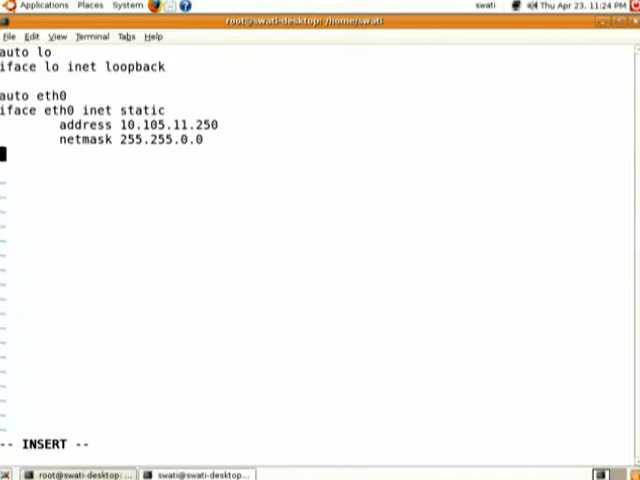 Applications Places System swati Thu Apr 23, 11:24 PM
root@swati-desktop: /home/swati
File Edit View Terminal Tabs Help
auto lo
iface lo inet loopback
auto eth0
iface eth0 inet static
address 10.105.11.250
netmask 255.255.0.0
-- INSERT --
root@swati-desktop: ... swati@swati-desktop...